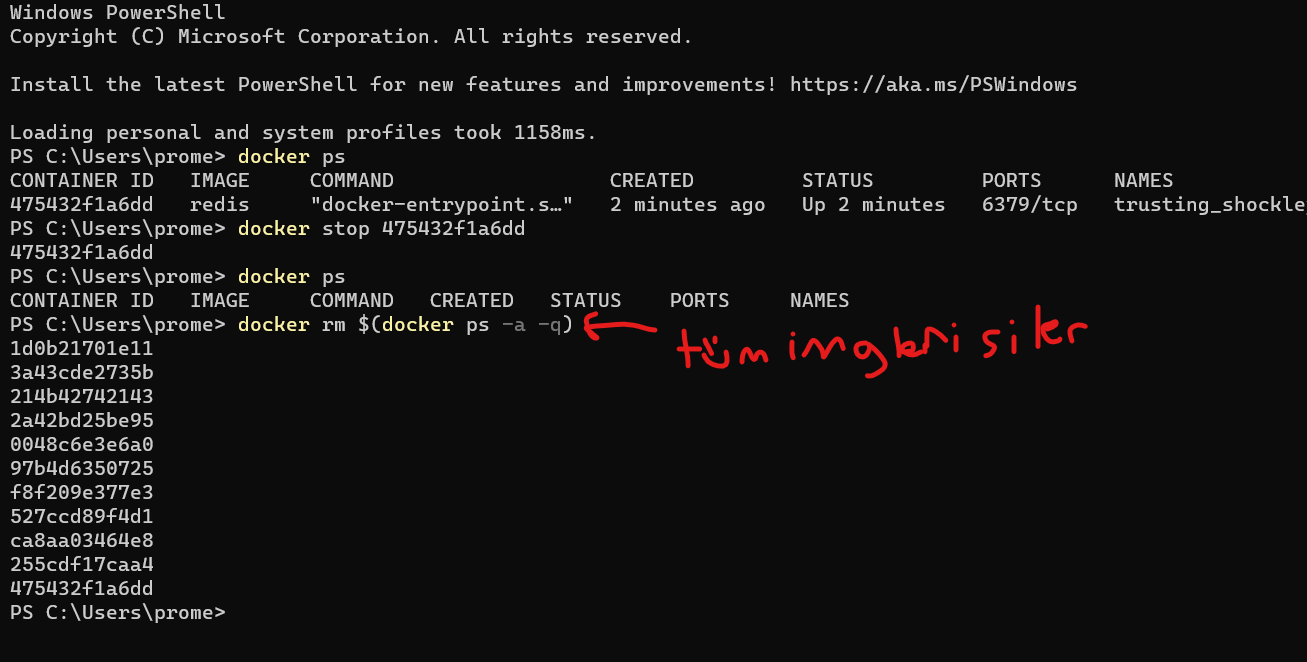 Windows PowerShell
Copyright (C) Microsoft Corporation. All rights reserved.
Install the latest PowerShell for new features and improvements! https://aka.ms/PSWindows
Loading personal and system profiles took 1158ms.
PS C:\Users\prome> docker ps
CONTAINER ID   IMAGE     COMMAND                  CREATED         STATUS         PORTS      NAMES
475432f1a6dd   redis     "docker-entrypoint.s…"   2 minutes ago   Up 2 minutes   6379/tcp   trusting_shockle
PS C:\Users\prome> docker stop 475432f1a6dd
475432f1a6dd
PS C:\Users\prome> docker ps
CONTAINER ID   IMAGE     COMMAND   CREATED   STATUS    PORTS     NAMES
PS C:\Users\prome> docker rm $(docker ps -a -q)
tüm imgleri siler
1d0b21701e11
3a43cde2735b
214b42742143
2a42bd25be95
0048c6e3e6a0
97b4d6350725
f8f209e377e3
527ccd89f4d1
ca8aa03464e8
255cdf17caa4
475432f1a6dd
PS C:\Users\prome>